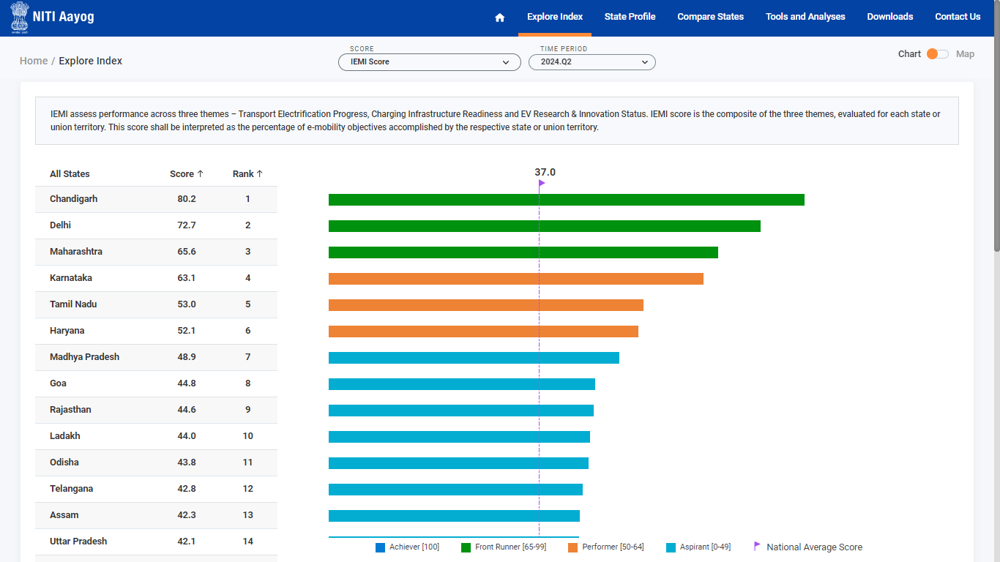 NITI Aayog
Explore Index
State Profile
Compare States
Tools and Analyses
Downloads
Contact Us
Home / Explore Index
SCORE
IEMI Score
TIME PERIOD
2024.Q2
Chart
Map
IEMI assess performance across three themes – Transport Electrification Progress, Charging Infrastructure Readiness and EV Research & Innovation Status. IEMI score is the composite of the three themes, evaluated for each state or
union territory. This score shall be interpreted as the percentage of e-mobility objectives accomplished by the respective state or union territory.
All States Score ↑ Rank ↑
37.0
Chandigarh 80.2 1
Delhi 72.7 2
Maharashtra 65.6 3
Karnataka 63.1 4
Tamil Nadu 53.0 5
Haryana 52.1 6
Madhya Pradesh 48.9 7
Goa 44.8 8
Rajasthan 44.6 9
Ladakh 44.0 10
Odisha 43.8 11
Telangana 42.8 12
Assam 42.3 13
Uttar Pradesh 42.1 14
Achiever [100]
Front Runner [65-99]
Performer [50-64]
Aspirant [0-49]
National Average Score